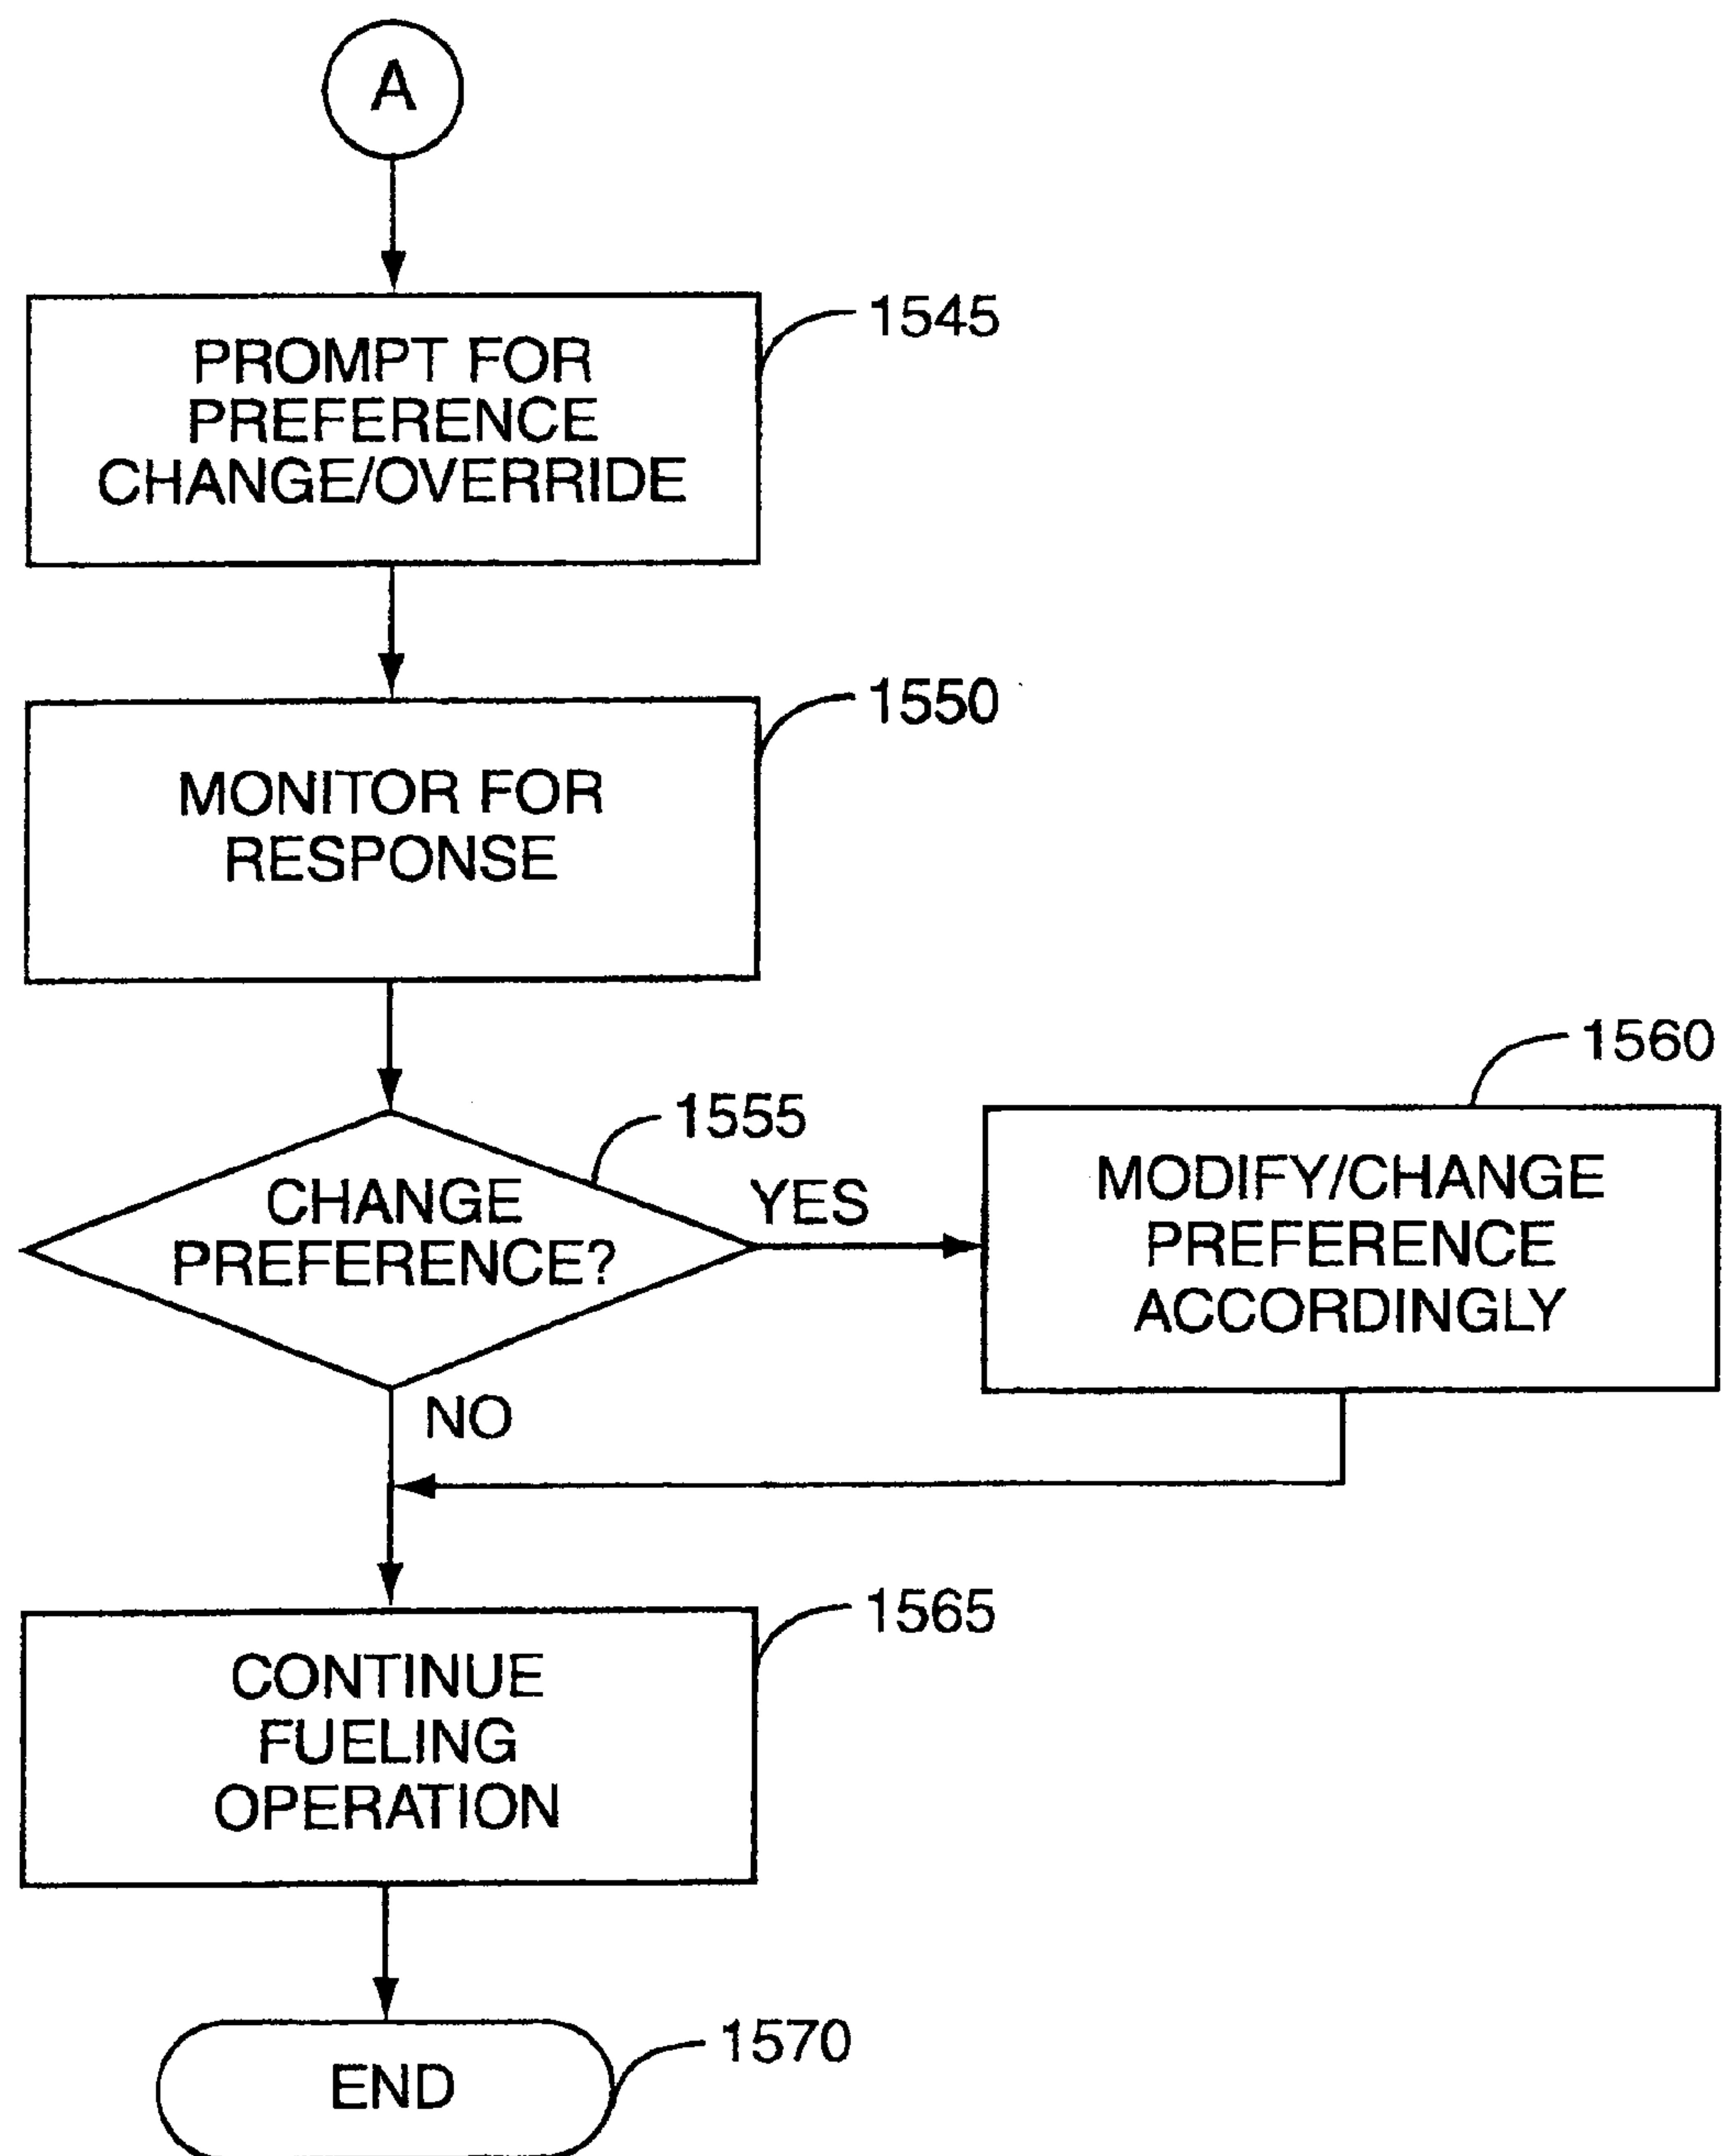 A
1545
PROMPT FOR
PREFERENCE
CHANGE/OVERRIDE
1550
MONITOR FOR
RESPONSE
1555
CHANGE
PREFERENCE?
YES
1560
MODIFY/CHANGE
PREFERENCE
ACCORDINGLY
NO
1565
CONTINUE
FUELING
OPERATION
1570
END